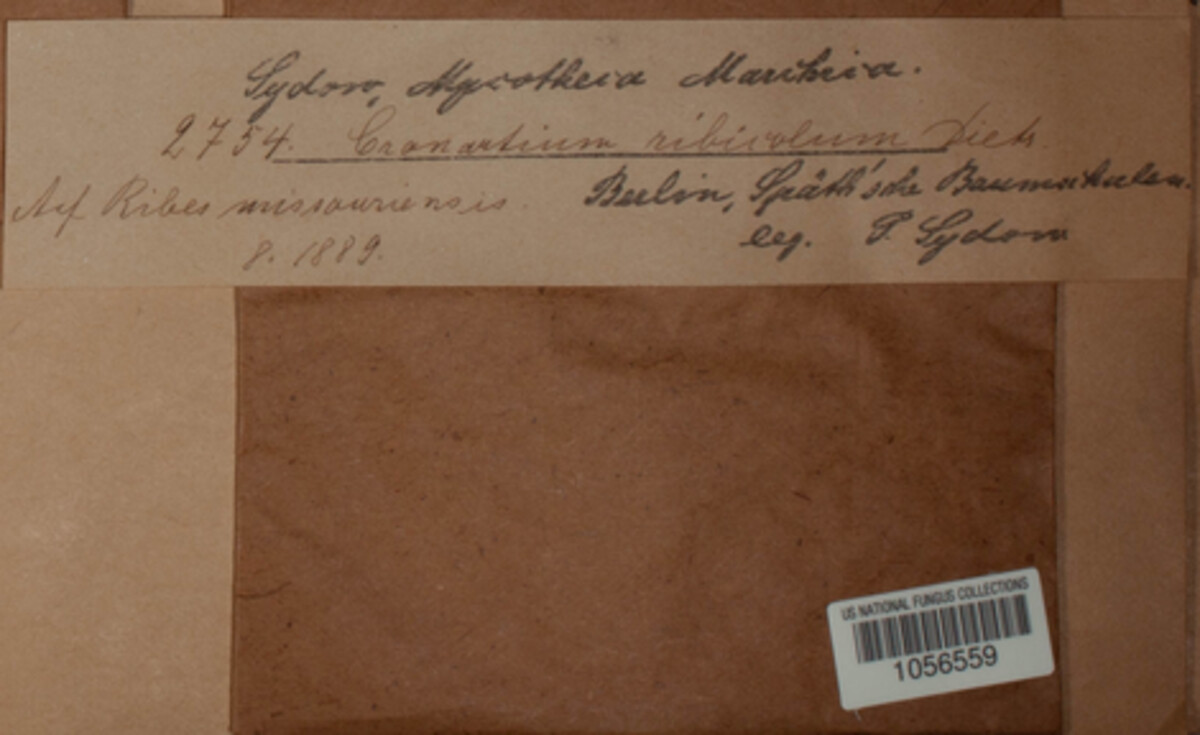 Sydow, Mycotheca Marchica.
2754. Cronartium ribicolum Dietr.
Auf Ribes missouriensis. Berlin, Späth'sche Baumschulen.
8. 1889. leg. P. Sydow
US NATIONAL FUNGUS COLLECTIONS
1056559